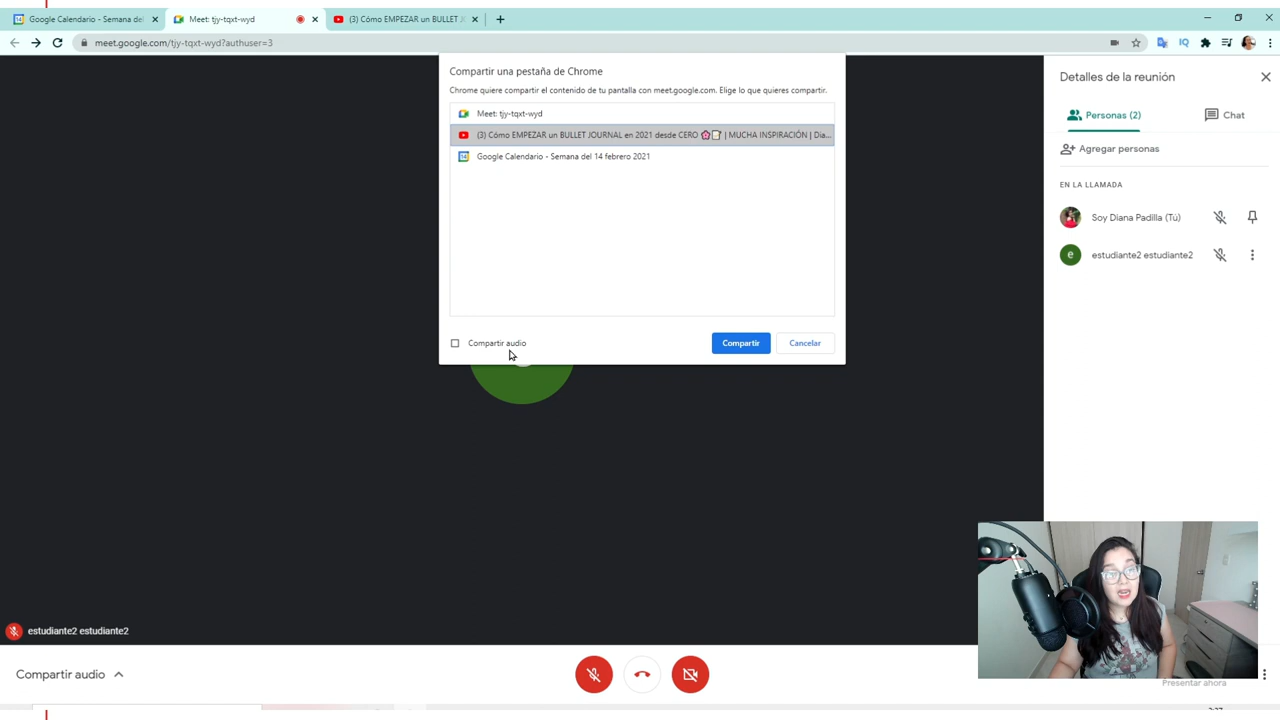 Google Calendario - Semana del
Meet: tjy-tqxt-wyd
(3) Cómo EMPEZAR un BULLET J
meet.google.com/tjy-tqxt-wyd?authuser=3
Compartir una pestaña de Chrome
Chrome quiere compartir el contenido de tu pantalla con meet.google.com. Elige lo que quieres compartir.
Meet: tjy-tqxt-wyd
(3) Cómo EMPEZAR un BULLET JOURNAL en 2021 desde CERO 🌸📝 | MUCHA INSPIRACIÓN | Dia...
Google Calendario - Semana del 14 febrero 2021
Compartir audio
Compartir
Cancelar
Detalles de la reunión
Personas (2)
Chat
Agregar personas
EN LA LLAMADA
Soy Diana Padilla (Tú)
e
estudiante2 estudiante2
estudiante2 estudiante2
Compartir audio
Presentar ahora